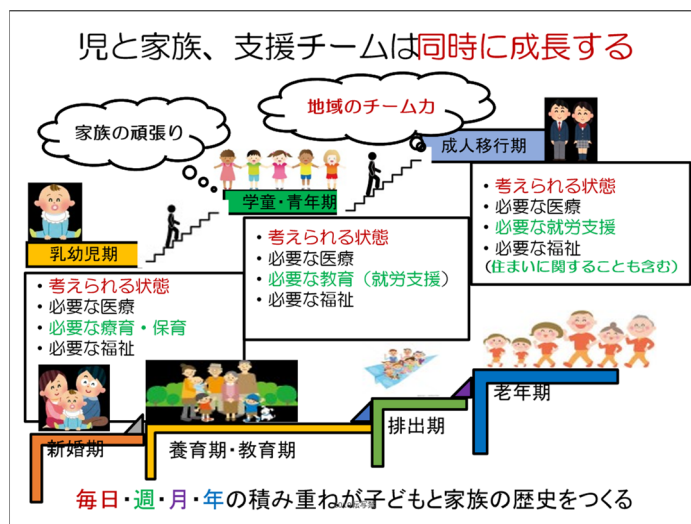 児と家族、支援チームは同時に成長する
家族の頑張り
地域のチーム力
成人移行期
・考えられる状態
・必要な医療
・必要な就労支援
・必要な福祉
（住まいに関することも含む）
学童・青年期
・考えられる状態
・必要な医療
・必要な教育（就労支援）
・必要な福祉
乳幼児期
・考えられる状態
・必要な医療
・必要な療育・保育
・必要な福祉
新婚期
養育期・教育期
排出期
老年期
毎日・週・月・年の積み重ねが子どもと家族の歴史をつくる